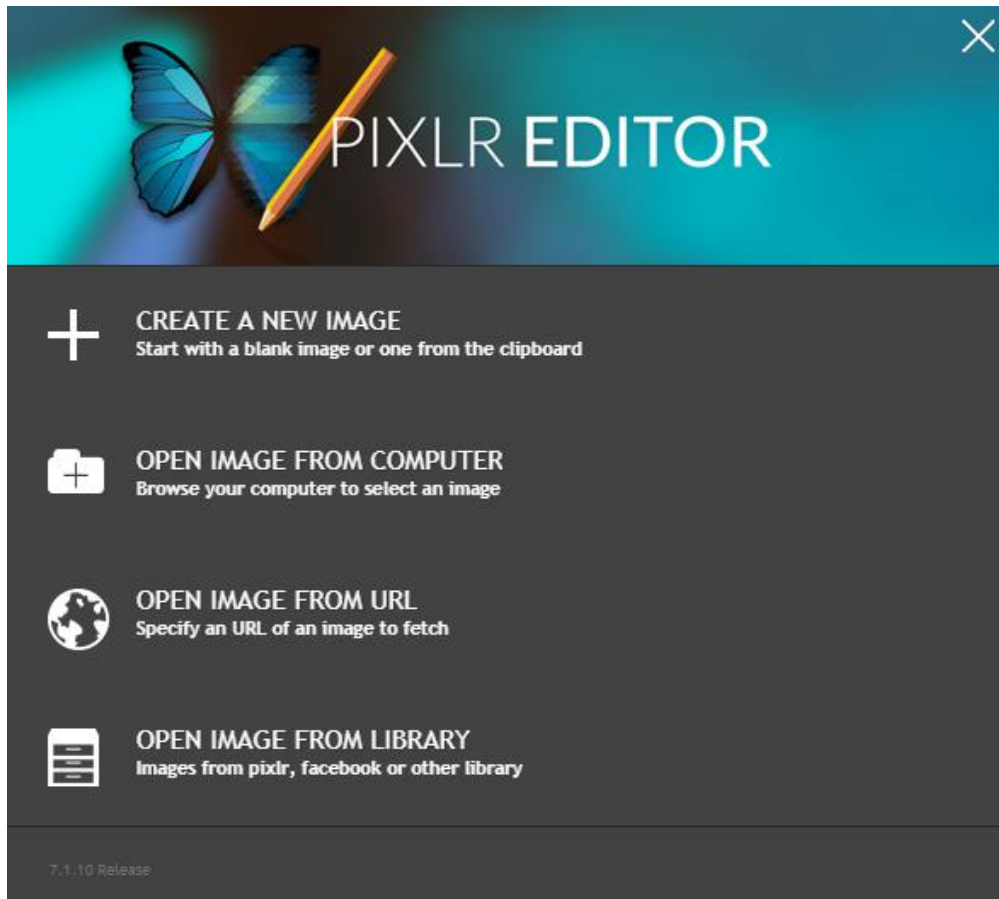 PIXLR EDITOR
CREATE A NEW IMAGE
Start with a blank image or one from the clipboard
OPEN IMAGE FROM COMPUTER
Browse your computer to select an image
OPEN IMAGE FROM URL
Specify an URL of an image to fetch
OPEN IMAGE FROM LIBRARY
Images from pixlr, facebook or other library
7.1.10 Release